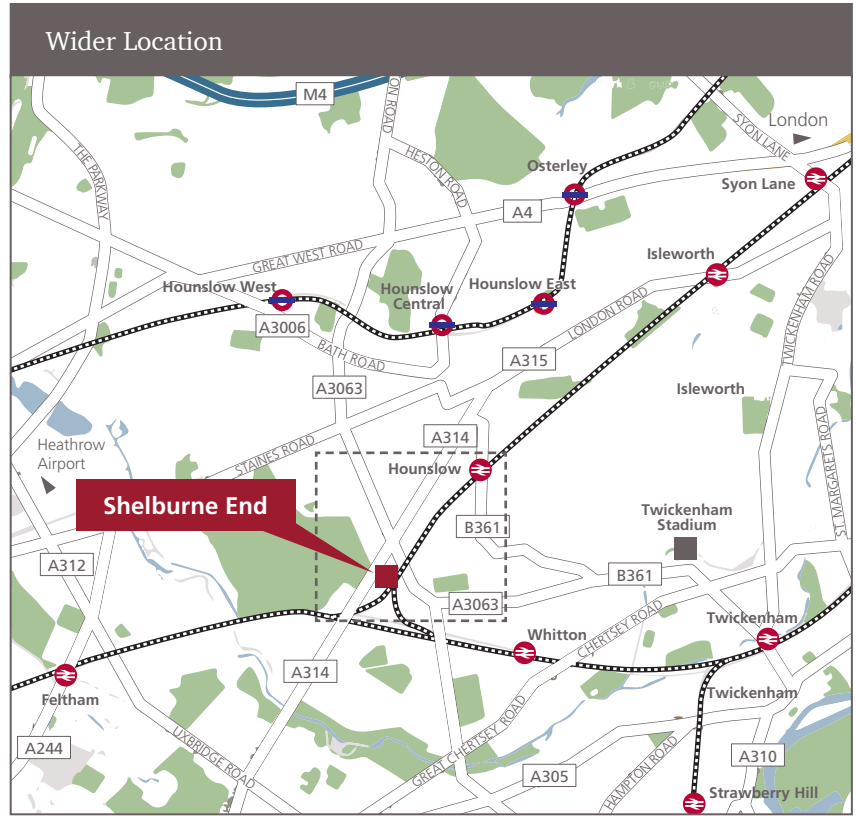 Wider Location
M4
THE PARKWAY
HESTON ROAD
SYON LANE
London
Osterley
Syon Lane
A4
GREAT WEST ROAD
Isleworth
Hounslow West
Hounslow
Central
Hounslow East
LONDON ROAD
TWICKENHAM ROAD
A3006
BATH ROAD
A315
A3063
Isleworth
ST. MARGARETS ROAD
A314
Heathrow
Airport
STAINES ROAD
Hounslow
Shelburne End
Twickenham
Stadium
B361
A312
B361
A3063
CHERTSEY ROAD
Twickenham
Whitton
A314
Feltham
Twickenham
UXBRIDGE ROAD
GREAT CHERTSEY ROAD
A244
A305
HAMPTON ROAD
A310
Strawberry Hill